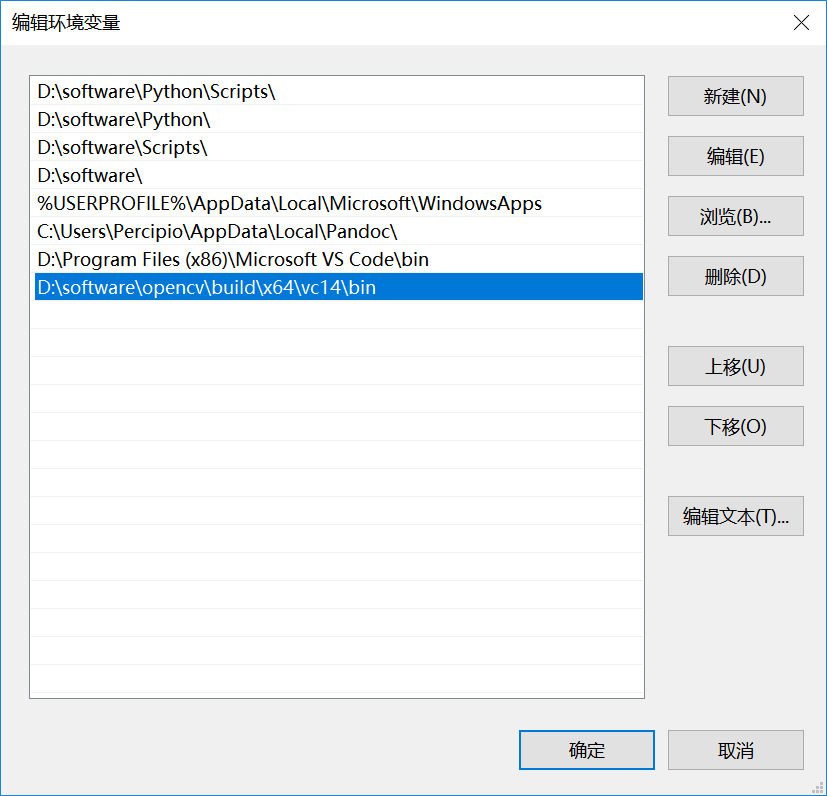 编辑环境变量
D:\software\Python\Scripts\
D:\software\Python\
D:\software\Scripts\
D:\software\
%USERPROFILE%\AppData\Local\Microsoft\WindowsApps
C:\Users\Percipio\AppData\Local\Pandoc\
D:\Program Files (x86)\Microsoft VS Code\bin
D:\software\opencv\build\x64\vc14\bin
新建(N)
编辑(E)
浏览(B)...
删除(D)
上移(U)
下移(O)
编辑文本(T)...
确定
取消